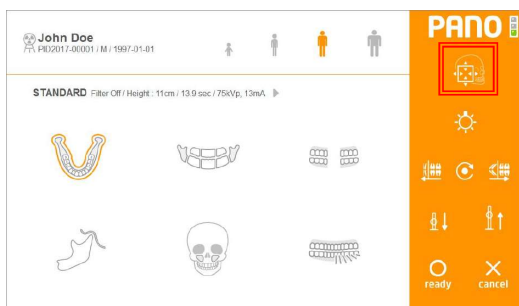 John Doe
PID2017-00001 / M / 1997-01-01
PANO
STANDARD Filter Off / Height : 11cm / 13.9 sec / 75kVp, 13mA
ready
cancel